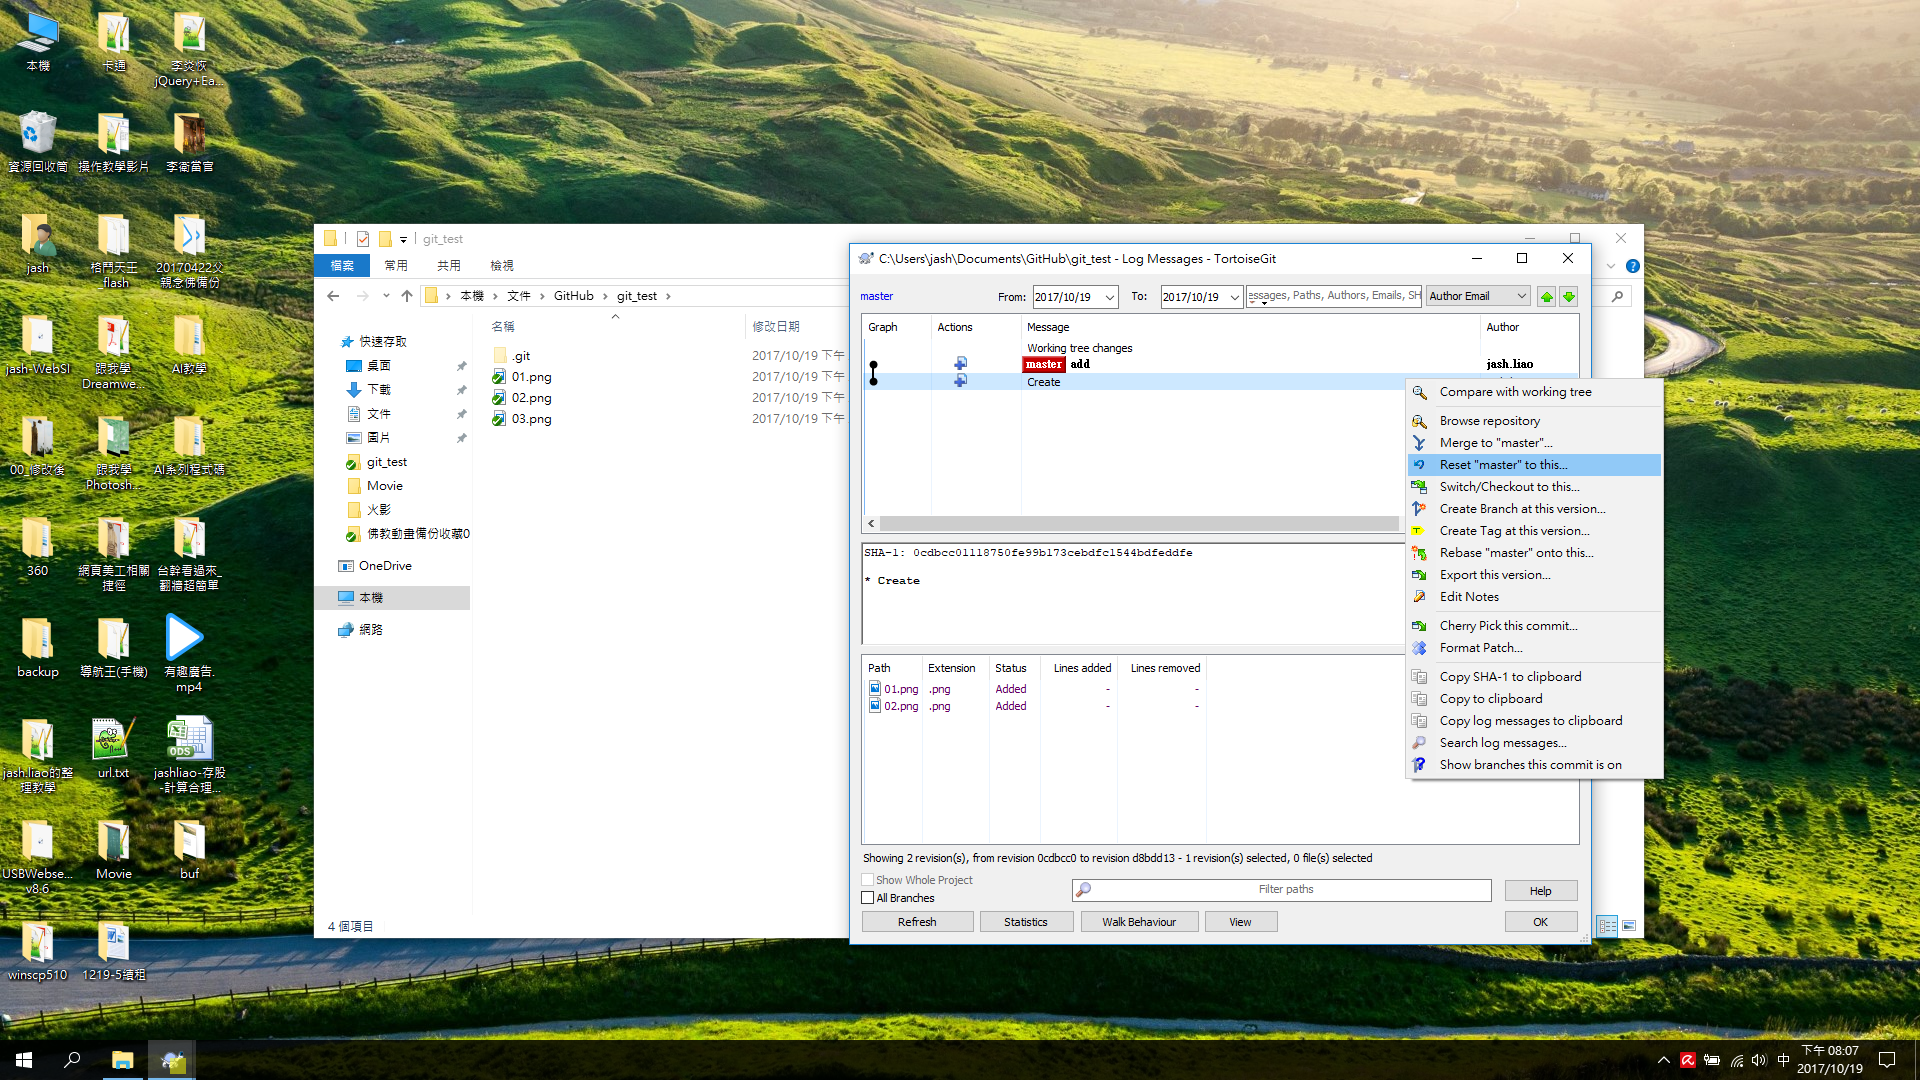 本機
卡通
李炎恢
jQuery+Ea...
資源回收筒
操作教學影片
李衛當官
jash
格鬥天王
_flash
20170422父
親念佛備份
jash-WebSI
跟我學
Dreamwe...
AI教學
00_修改後
跟我學
Photosh...
AI系列程式碼
360
網頁美工相關
捷徑
台幹看過來_
翻牆超簡單
backup
導航王(手機)
有趣廣告.
mp4
jash.liao的整
理教學
url.txt
ODS
jashliao-存股
-計算合理...
USBWebse...
v8.6
Movie
buf
winscp510
1219-5續租
git_test
檔案
常用
共用
檢視
本機
文件
GitHub
git_test
名稱
修改日期
快速存取
桌面
下載
文件
圖片
git_test
Movie
火影
佛教動畫備份收藏0
OneDrive
本機
網路
.git
2017/10/19 下午
01.png
2017/10/19 下午
02.png
2017/10/19 下午
03.png
2017/10/19 下午
4 個項目
C:\Users\jash\Documents\GitHub\git_test - Log Messages - TortoiseGit
master
From:
2017/10/19
To:
2017/10/19
essages, Paths, Authors, Emails, SH
Author Email
Graph
Actions
Message
Author
Working tree changes
master add
jash.liao
Create
SHA-1: 0cdbcc01118750fe99b173cebdfc1544bdfeddfe
* Create
Path
Extension
Status
Lines added
Lines removed
01.png
.png
Added
-
-
02.png
.png
Added
-
-
Showing 2 revision(s), from revision 0cdbcc0 to revision d8bdd13 - 1 revision(s) selected, 0 file(s) selected
Show Whole Project
All Branches
Filter paths
Help
Refresh
Statistics
Walk Behaviour
View
OK
Compare with working tree
Browse repository
Merge to "master"...
Reset "master" to this...
Switch/Checkout to this...
Create Branch at this version...
Create Tag at this version...
Rebase "master" onto this...
Export this version...
Edit Notes
Cherry Pick this commit...
Format Patch...
Copy SHA-1 to clipboard
Copy to clipboard
Copy log messages to clipboard
Search log messages...
Show branches this commit is on
中
下午 08:07
2017/10/19